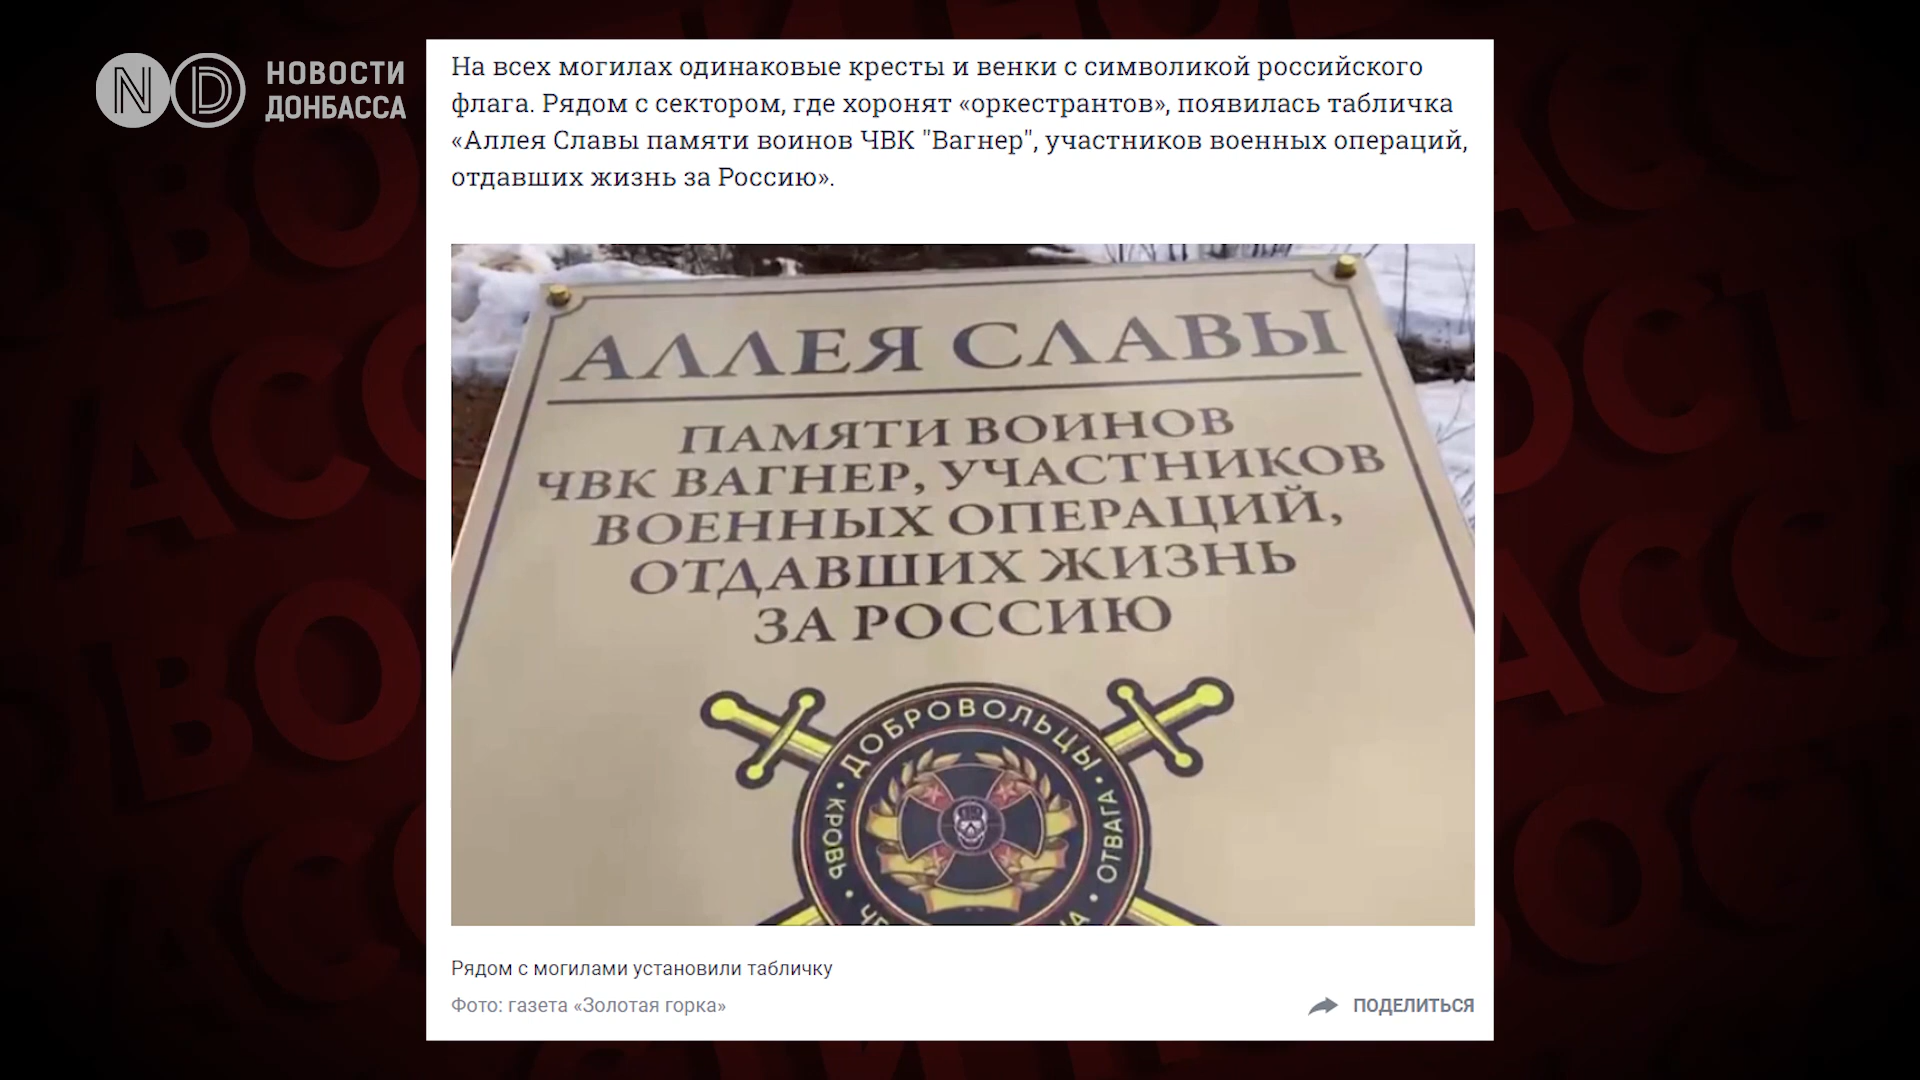 НОВОСТИ
ДОНБАССА
На всех могилах одинаковые кресты и венки с символикой российского
флага. Рядом с сектором, где хоронят «оркестрантов», появилась табличка
«Аллея Славы памяти воинов ЧВК "Вагнер", участников военных операций,
отдавших жизнь за Россию».
АЛЛЕЯ СЛАВЫ
ПАМЯТИ ВОИНОВ
ЧВК ВАГНЕР, УЧАСТНИКОВ
ВОЕННЫХ ОПЕРАЦИЙ,
ОТДАВШИХ ЖИЗНЬ
ЗА РОССИЮ
КРОВЬ • ДОБРОВОЛЬЦЫ • ОТВАГА
Рядом с могилами установили табличку
Фото: газета «Золотая горка»
ПОДЕЛИТЬСЯ